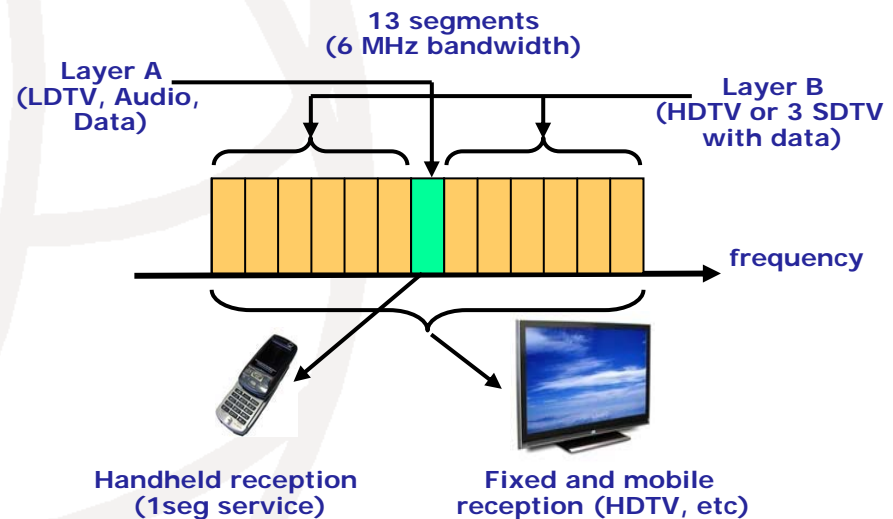 13 segments
(6 MHz bandwidth)
Layer A
(LDTV, Audio,
Data)
Layer B
(HDTV or 3 SDTV
with data)
frequency
Handheld reception
(1seg service)
Fixed and mobile
reception (HDTV, etc)